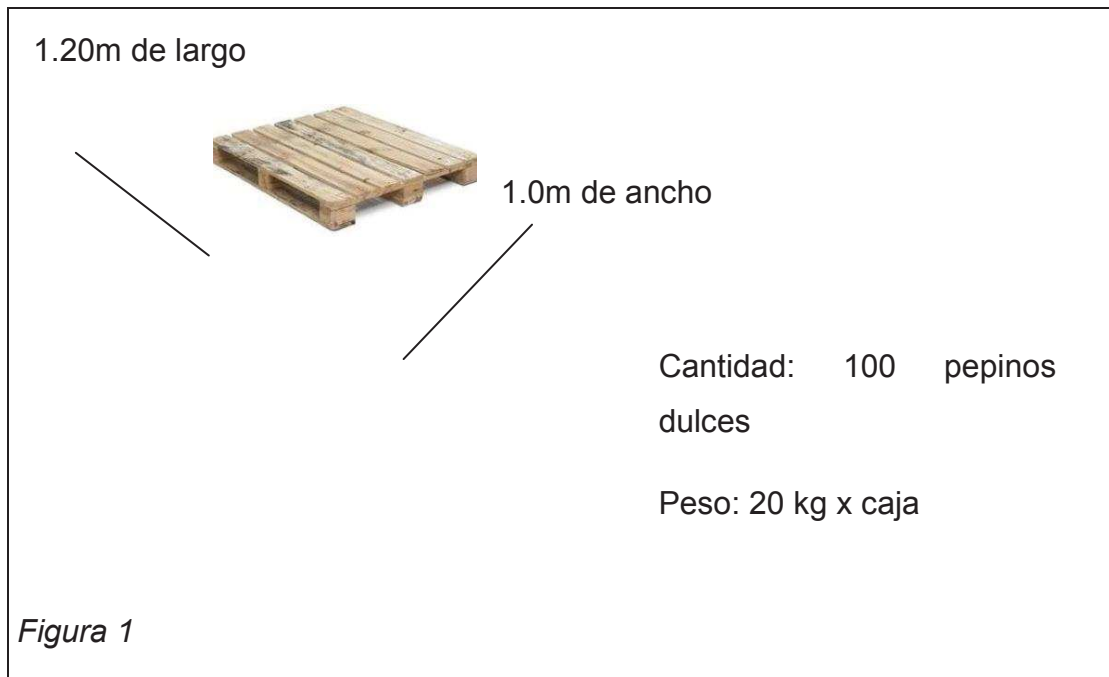 1.20m de largo
1.0m de ancho
Cantidad: 100 pepinos
dulces
Peso: 20 kg x caja
Figura 1